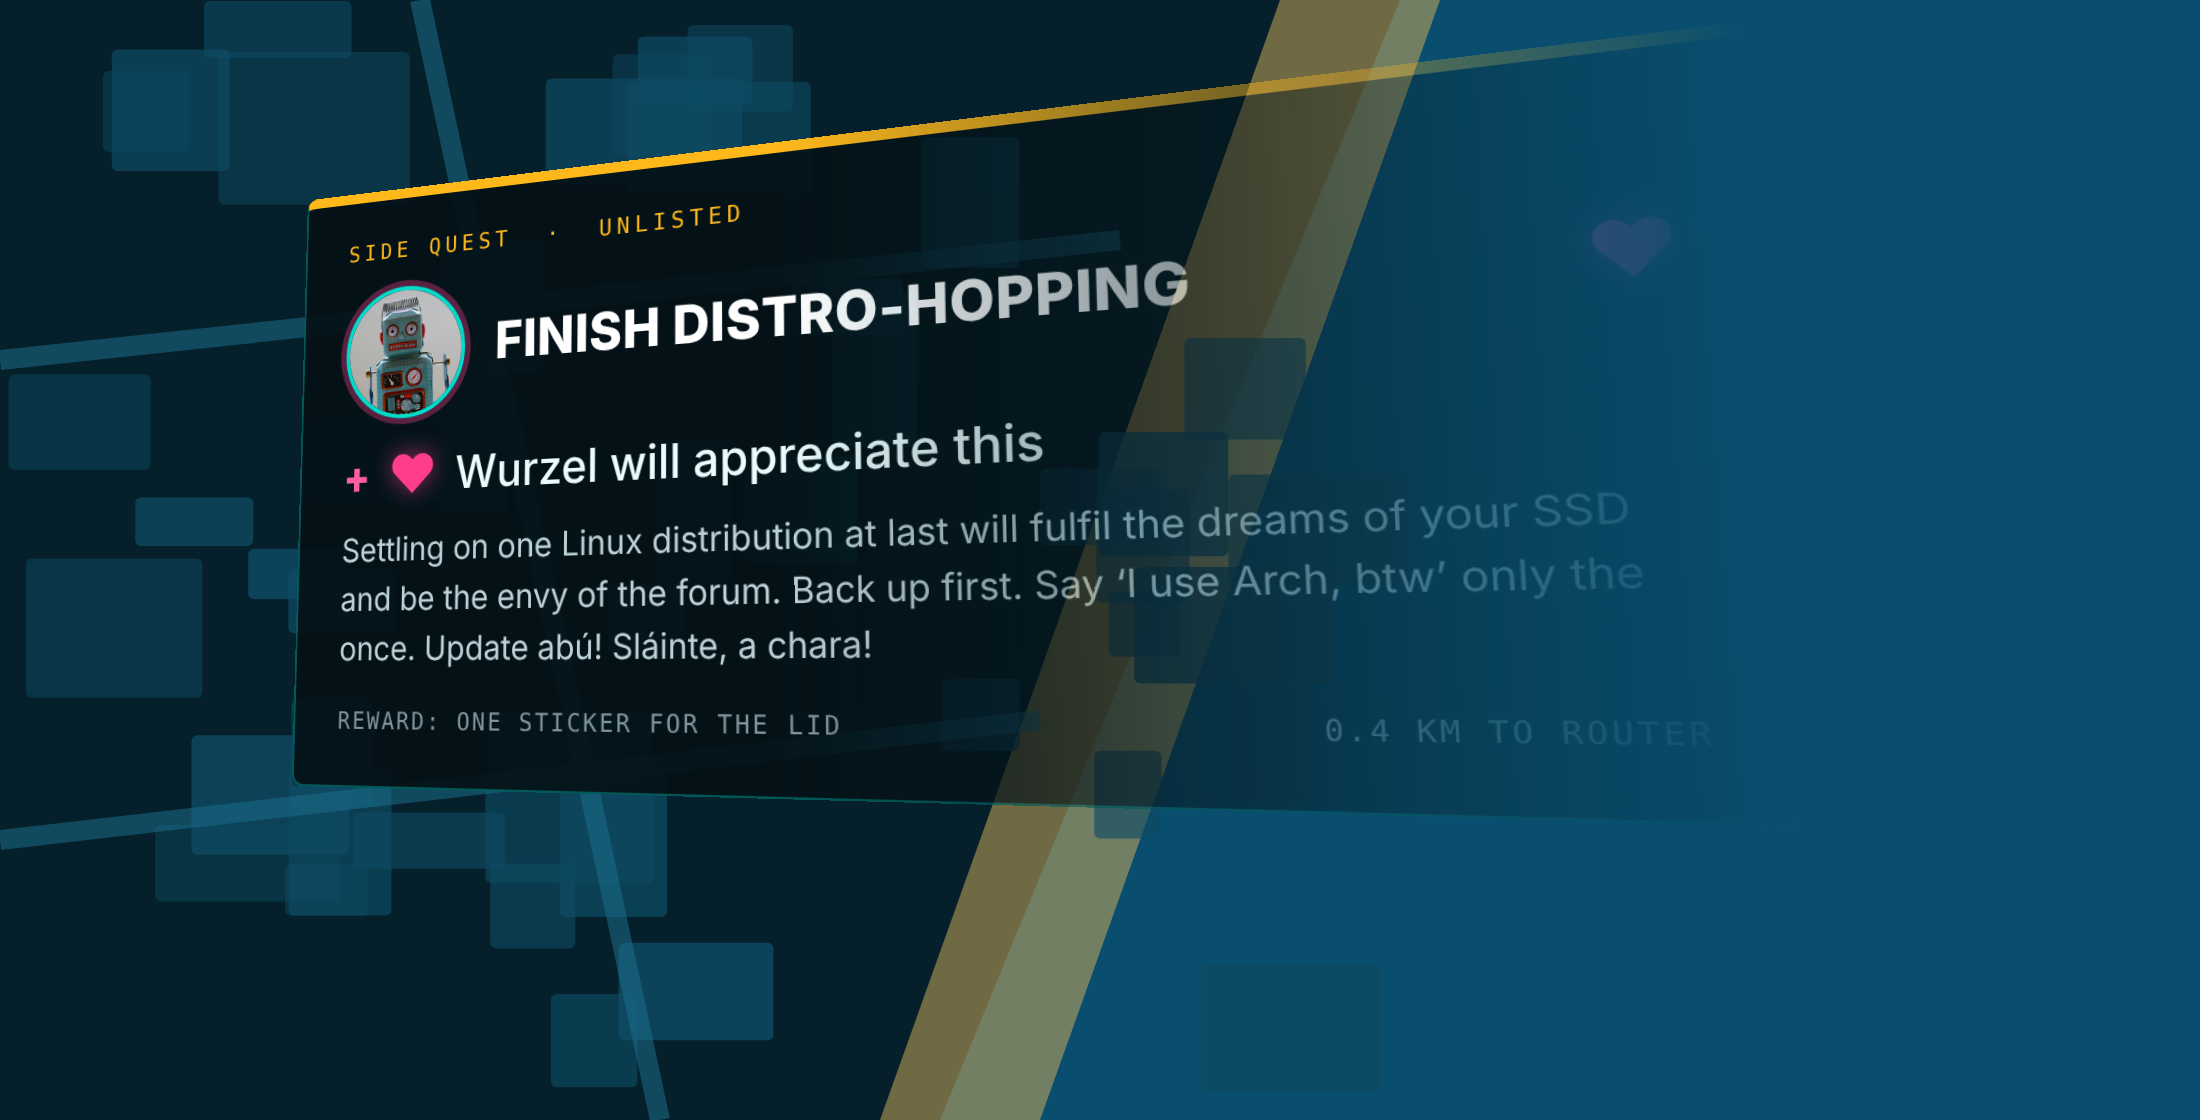 SIDE QUEST · UNLISTED
FINISH DISTRO-HOPPING
+ ♥ Wurzel will appreciate this
Settling on one Linux distribution at last will fulfil the dreams of your SSD
and be the envy of the forum. Back up first. Say ‘I use Arch, btw’ only the
once. Update abú! Sláinte, a chara!
REWARD: ONE STICKER FOR THE LID
0.4 KM TO ROUTER